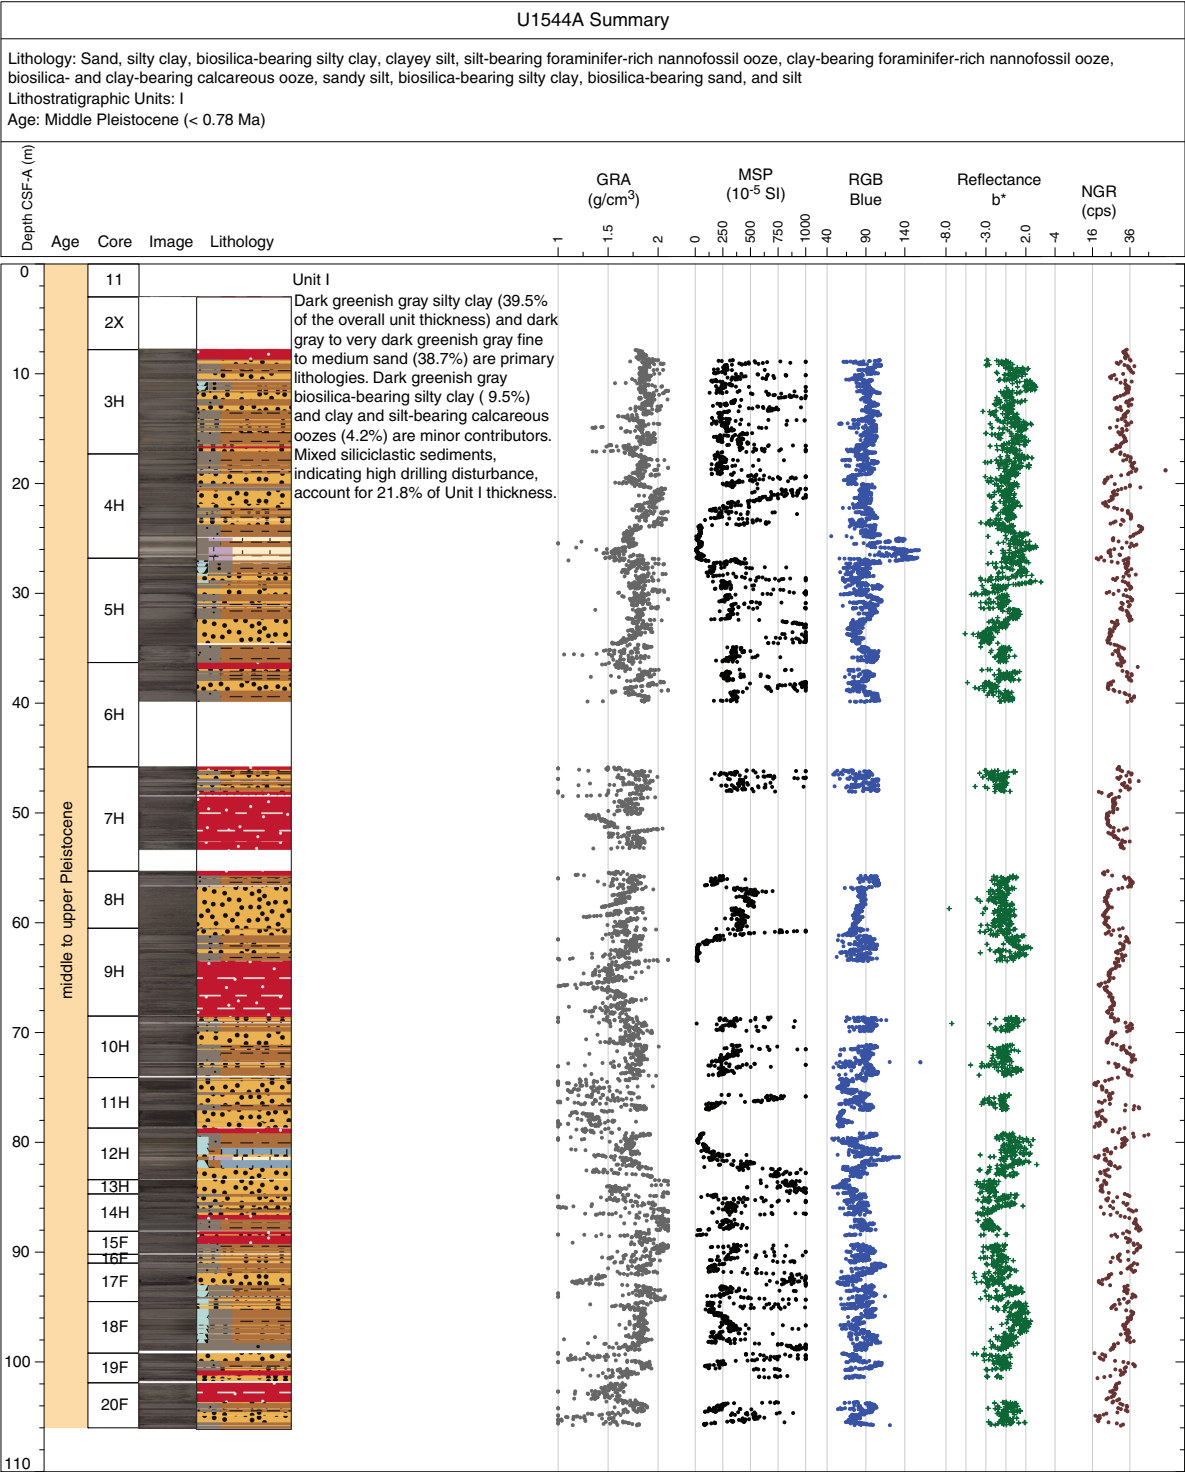 U1544A Summary
Lithology: Sand, silty clay, biosilica-bearing silty clay, clayey silt, silt-bearing foraminifer-rich nannofossil ooze, clay-bearing foraminifer-rich nannofossil ooze,
biosilica- and clay-bearing calcareous ooze, sandy silt, biosilica-bearing silty clay, biosilica-bearing sand, and silt
Lithostratigraphic Units: I
Age: Middle Pleistocene (< 0.78 Ma)
Depth CSF-A (m)
Age
Core
Image
Lithology
GRA
(g/cm³)
1
1.5
2
MSP
(10⁻⁵ SI)
0
250
500
78.0
1000
RGB
Blue
40
90
140
Reflectance
b*
-8.0
-3.0
2.0
-4
NGR
(cps)
16
36
0
10
20
30
40
50
60
70
80
90
100
110
middle to upper Pleistocene
11
2X
3H
4H
5H
6H
7H
8H
9H
10H
11H
12H
13H
14H
15F
16F
17F
18F
19F
20F
Unit I
Dark greenish gray silty clay (39.5%
of the overall unit thickness) and dark
gray to very dark greenish gray fine
to medium sand (38.7%) are primary
lithologies. Dark greenish gray
biosilica-bearing silty clay ( 9.5%)
and clay and silt-bearing calcareous
oozes (4.2%) are minor contributors.
Mixed siliciclastic sediments,
indicating high drilling disturbance,
account for 21.8% of Unit I thickness.